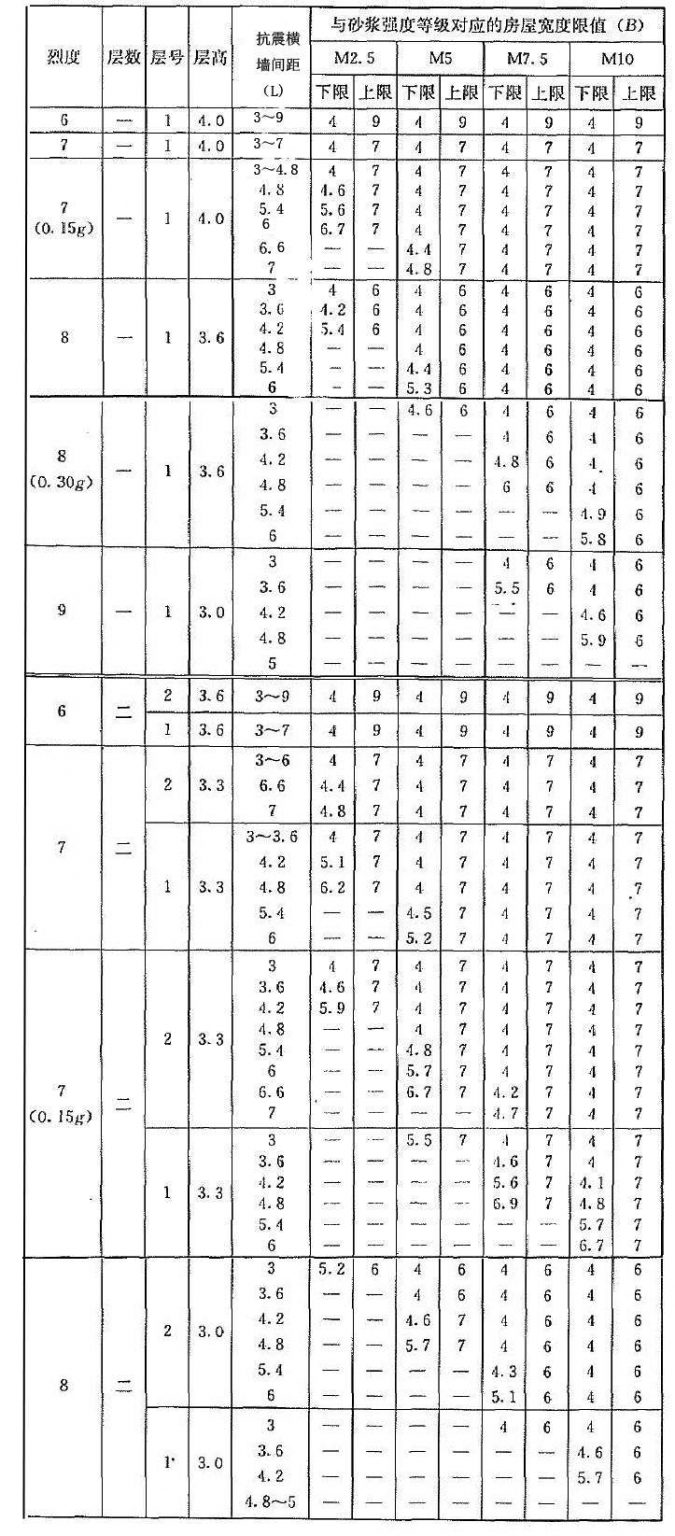 与砂浆强度等级对应的房屋宽度限值（B）
烈度 层数 层号 层高 抗震横墙间距(L) M2.5 M5 M7.5 M10
下限 上限 下限 上限 下限 上限 下限 上限
6 一 1 4.0 3～9 4 9 4 9 4 9 4 9
7 一 1 4.0 3～7 4 7 4 7 4 7 4 7
7(0.15g) 一 1 4.0 3～4.8 4 7 4 7 4 7 4 7
4.8 4.6 7 4 7 4 7 4 7
5.4 5.6 7 4 7 4 7 4 7
6 6.7 7 4 7 4 7 4 7
6.6 — — 4.4 7 4 7 4 7
7 — — 4.8 7 4 7 4 7
8 一 1 3.6 3 4 6 4 6 4 6 4 6
3.6 4.2 6 4 6 4 6 4 6
4.2 5.4 6 4 6 4 6 4 6
4.8 — — 4 6 4 6 4 6
5.4 — — 4.4 6 4 6 4 6
6 — — 5.3 6 4 6 4 6
8(0.30g) 一 1 3.6 3 — — 4.6 6 4 6 4 6
3.6 — — — — 4 6 4 6
4.2 — — — — 4.8 6 4 6
4.8 — — — — 6 6 4 6
5.4 — — — — — — 4.9 6
6 — — — — — — 5.8 6
9 一 1 3.0 3 — — — — 4 6 4 6
3.6 — — — — 5.5 6 4 6
4.2 — — — — — — 4.6 6
4.8 — — — — — — 5.9 6
5 — — — — — — — —
6 二 2 3.6 3～9 4 9 4 9 4 9 4 9
1 3.6 3～7 4 9 4 9 4 9 4 9
7 二 2 3.3 3～6 4 7 4 7 4 7 4 7
6.6 4.4 7 4 7 4 7 4 7
7 4.8 7 4 7 4 7 4 7
1 3.3 3～3.6 4 7 4 7 4 7 4 7
4.2 5.1 7 4 7 4 7 4 7
4.8 6.2 7 4 7 4 7 4 7
5.4 — — 4.5 7 4 7 4 7
6 — — 5.2 7 4 7 4 7
7(0.15g) 二 2 3.3 3 4 7 4 7 4 7 4 7
3.6 4.6 7 4 7 4 7 4 7
4.2 5.9 7 4 7 4 7 4 7
4.8 — — 4 7 4 7 4 7
5.4 — — 4.8 7 4 7 4 7
6 — — 5.7 7 4 7 4 7
6.6 — — 6.7 7 4.2 7 4 7
7 — — — — 4.7 7 4 7
1 3.3 3 — — 5.5 7 4 7 4 7
3.6 — — — — 4.6 7 4 7
4.2 — — — — 5.6 7 4.1 7
4.8 — — — — 6.9 7 4.8 7
5.4 — — — — — — 5.7 7
6 — — — — — — 6.7 7
8 二 2 3.0 3 5.2 6 4 6 4 6 4 6
3.6 — — 4 6 4 6 4 6
4.2 — — 4.6 7 4 6 4 6
4.8 — — 5.7 7 4 6 4 6
5.4 — — — — 4.3 6 4 6
6 — — — — 5.1 6 4 6
1 3.0 3 — — — — 4 6 4 6
3.6 — — — — — — 4.6 6
4.2 — — — — — — 5.7 6
4.8～5 — — — — — — — —